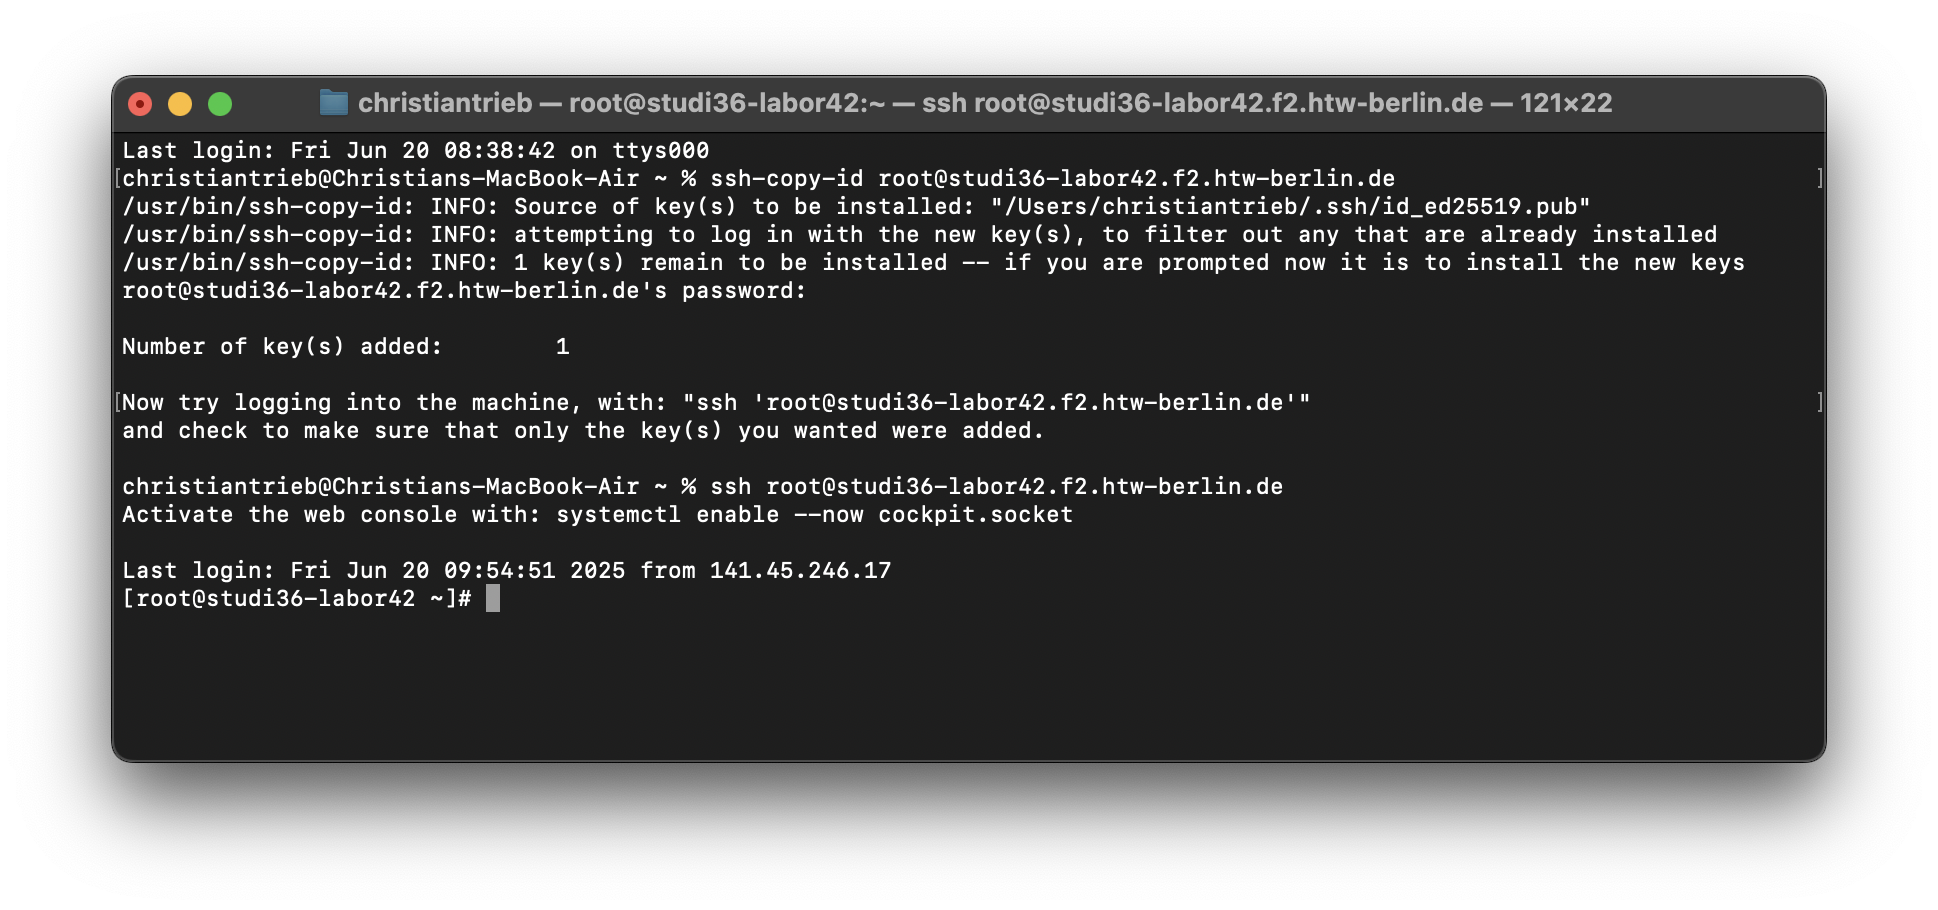 christiantrieb — root@studi36-labor42:~ — ssh root@studi36-labor42.f2.htw-berlin.de — 121×22
Last login: Fri Jun 20 08:38:42 on ttys000
[christiantrieb@Christians-MacBook-Air ~ % ssh-copy-id root@studi36-labor42.f2.htw-berlin.de ]
/usr/bin/ssh-copy-id: INFO: Source of key(s) to be installed: "/Users/christiantrieb/.ssh/id_ed25519.pub"
/usr/bin/ssh-copy-id: INFO: attempting to log in with the new key(s), to filter out any that are already installed
/usr/bin/ssh-copy-id: INFO: 1 key(s) remain to be installed -- if you are prompted now it is to install the new keys
root@studi36-labor42.f2.htw-berlin.de's password:
Number of key(s) added:        1
[Now try logging into the machine, with: "ssh 'root@studi36-labor42.f2.htw-berlin.de'" ]
and check to make sure that only the key(s) you wanted were added.
christiantrieb@Christians-MacBook-Air ~ % ssh root@studi36-labor42.f2.htw-berlin.de
Activate the web console with: systemctl enable --now cockpit.socket
Last login: Fri Jun 20 09:54:51 2025 from 141.45.246.17
[root@studi36-labor42 ~]#